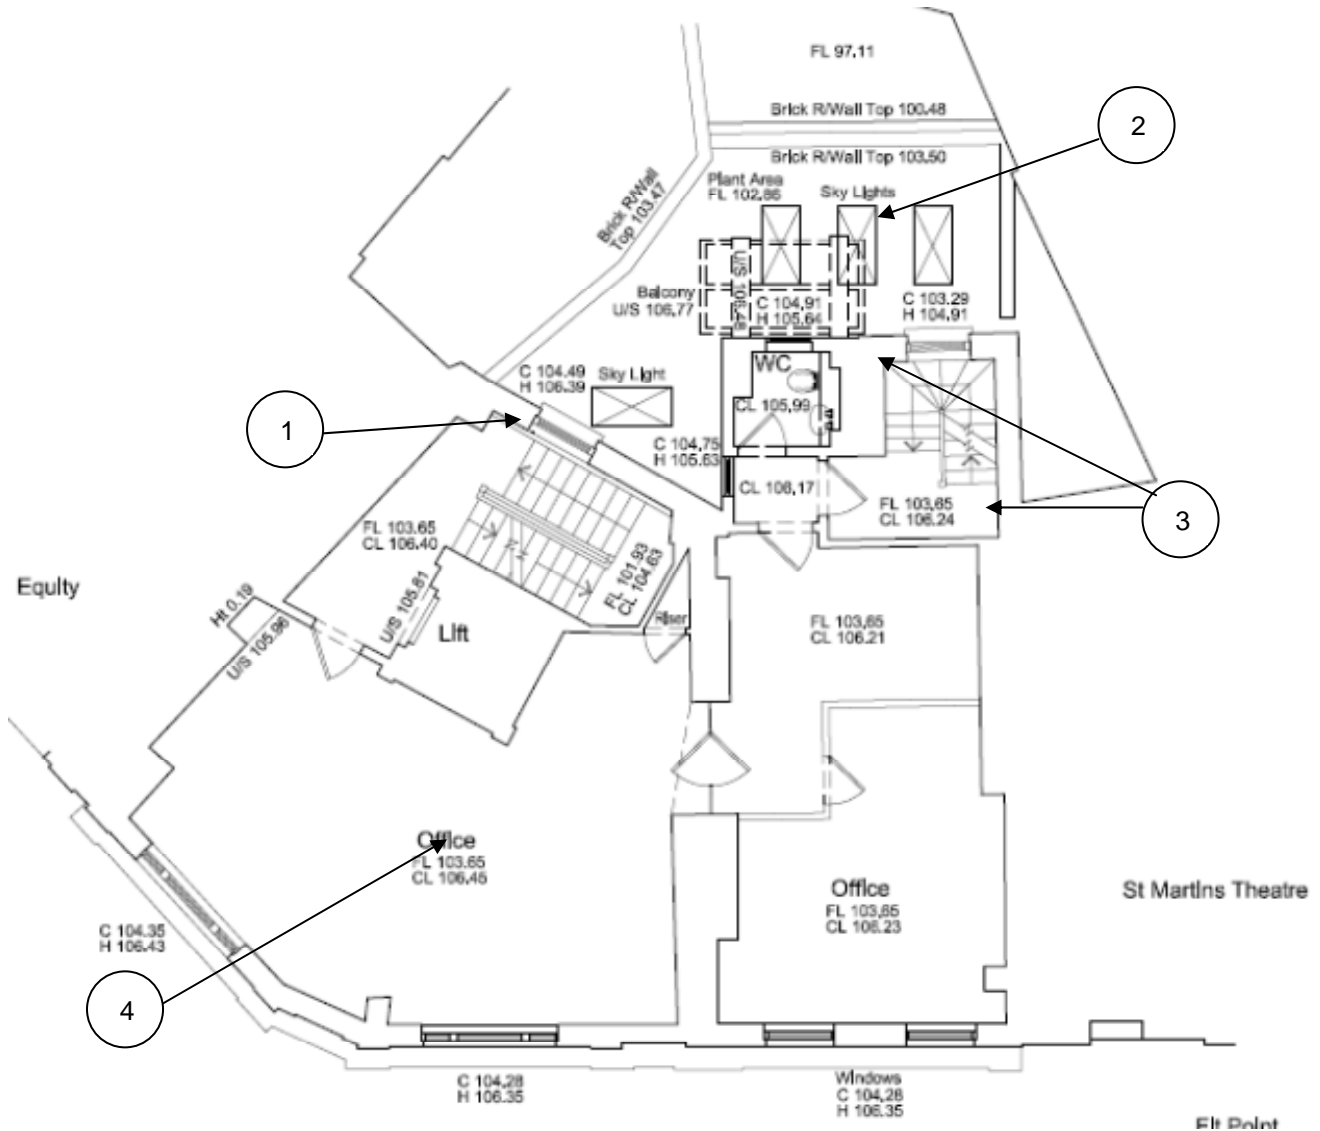 FL 97.11
Brick R/Wall Top 100.48
2
Brick R/Wall Top 103.50
Plant Area
FL 102.86
Sky Lights
Brick R/Wall
Top 103.47
U/S 106.48
Balcony
U/S 106.77
C 104.91
H 105.64
C 103.29
H 104.91
WC
C 104.49
H 106.39
Sky Light
CL 105.99
1
C 104.75
H 105.63
CL 106.17
FL 103.65
CL 106.24
3
FL 103.65
CL 106.40
FL 101.93
CL 104.63
Equity
Ht 0.19
U/S 105.96
U/S 105.81
Lift
Riser
FL 103.65
CL 106.21
Office
FL 103.65
CL 106.45
Office
FL 103.65
CL 106.23
St Martins Theatre
C 104.35
H 106.43
4
C 104.28
H 106.35
Windows
C 104.28
H 106.35
Elt Point